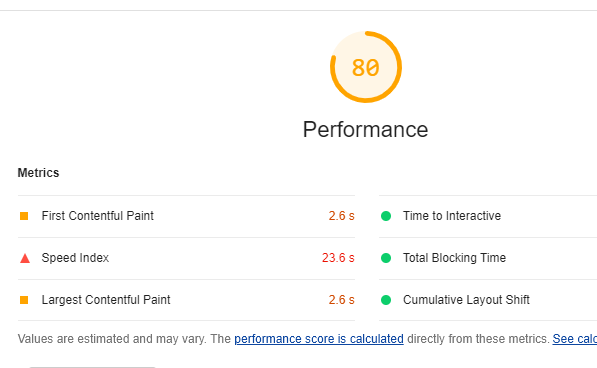 80
Performance
Metrics
First Contentful Paint 2.6 s Time to Interactive
Speed Index 23.6 s Total Blocking Time
Largest Contentful Paint 2.6 s Cumulative Layout Shift
Values are estimated and may vary. The performance score is calculated directly from these metrics. See calc